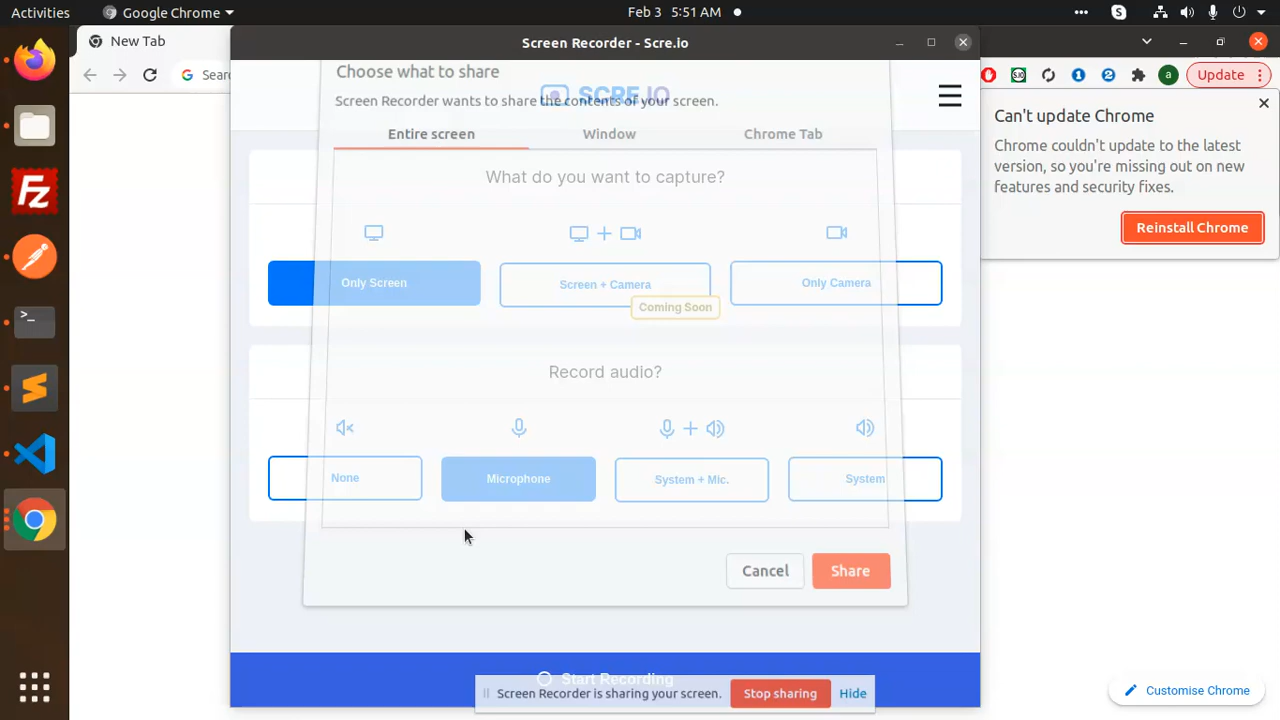 Activities
Google Chrome
Feb 3 5:51 AM
New Tab
Screen Recorder - Scre.io
Sear
SJO
a
Update
Choose what to share
SCRE.IO
Screen Recorder wants to share the contents of your screen.
Entire screen
Window
Chrome Tab
Can't update Chrome
Chrome couldn't update to the latest
version, so you're missing out on new
features and security fixes.
Reinstall Chrome
What do you want to capture?
Only Screen
Screen + Camera
Only Camera
Coming Soon
Record audio?
None
Microphone
System + Mic.
System
Cancel
Share
Start Recording
Screen Recorder is sharing your screen.
Stop sharing
Hide
Customise Chrome